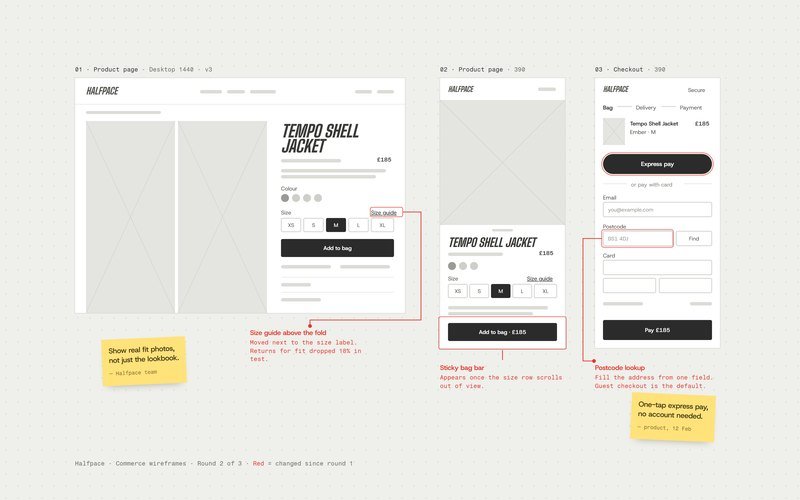 01 · Product page · Desktop 1440 · v3
HALFPACE
TEMPO SHELL
JACKET
£185
Colour
Size
Size guide
XS
S
M
L
XL
Add to bag
Size guide above the fold
Moved next to the size label.
Returns for fit dropped 18% in
test.
Show real fit photos,
not just the lookbook.
— Halfpace team
02 · Product page · 390
HALFPACE
TEMPO SHELL JACKET
£185
Size
Size guide
XS
S
M
L
XL
Add to bag · £185
Sticky bag bar
Appears once the size row scrolls
out of view.
03 · Checkout · 390
HALFPACE
Secure
Bag
Delivery
Payment
Tempo Shell Jacket
£185
Ember · M
Express pay
or pay with card
Email
you@example.com
Postcode
Find
Card
Pay £185
Postcode lookup
Fill the address from one field.
Guest checkout is the default.
One-tap express pay,
no account needed.
— product, 12 Feb
Halfpace · Commerce wireframes · Round 2 of 3 · Red = changed since round 1